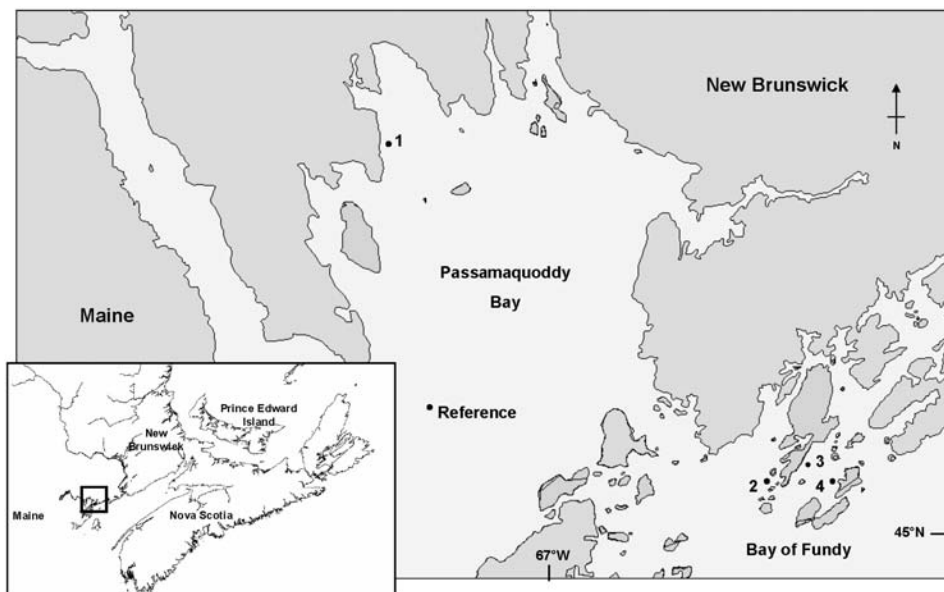 New Brunswick
N
1
Passamaquoddy
Bay
Maine
Reference
Prince Edward
Island
New
Brunswick
Maine
Nova Scotia
2
3
4
45°N
67°W
Bay of Fundy